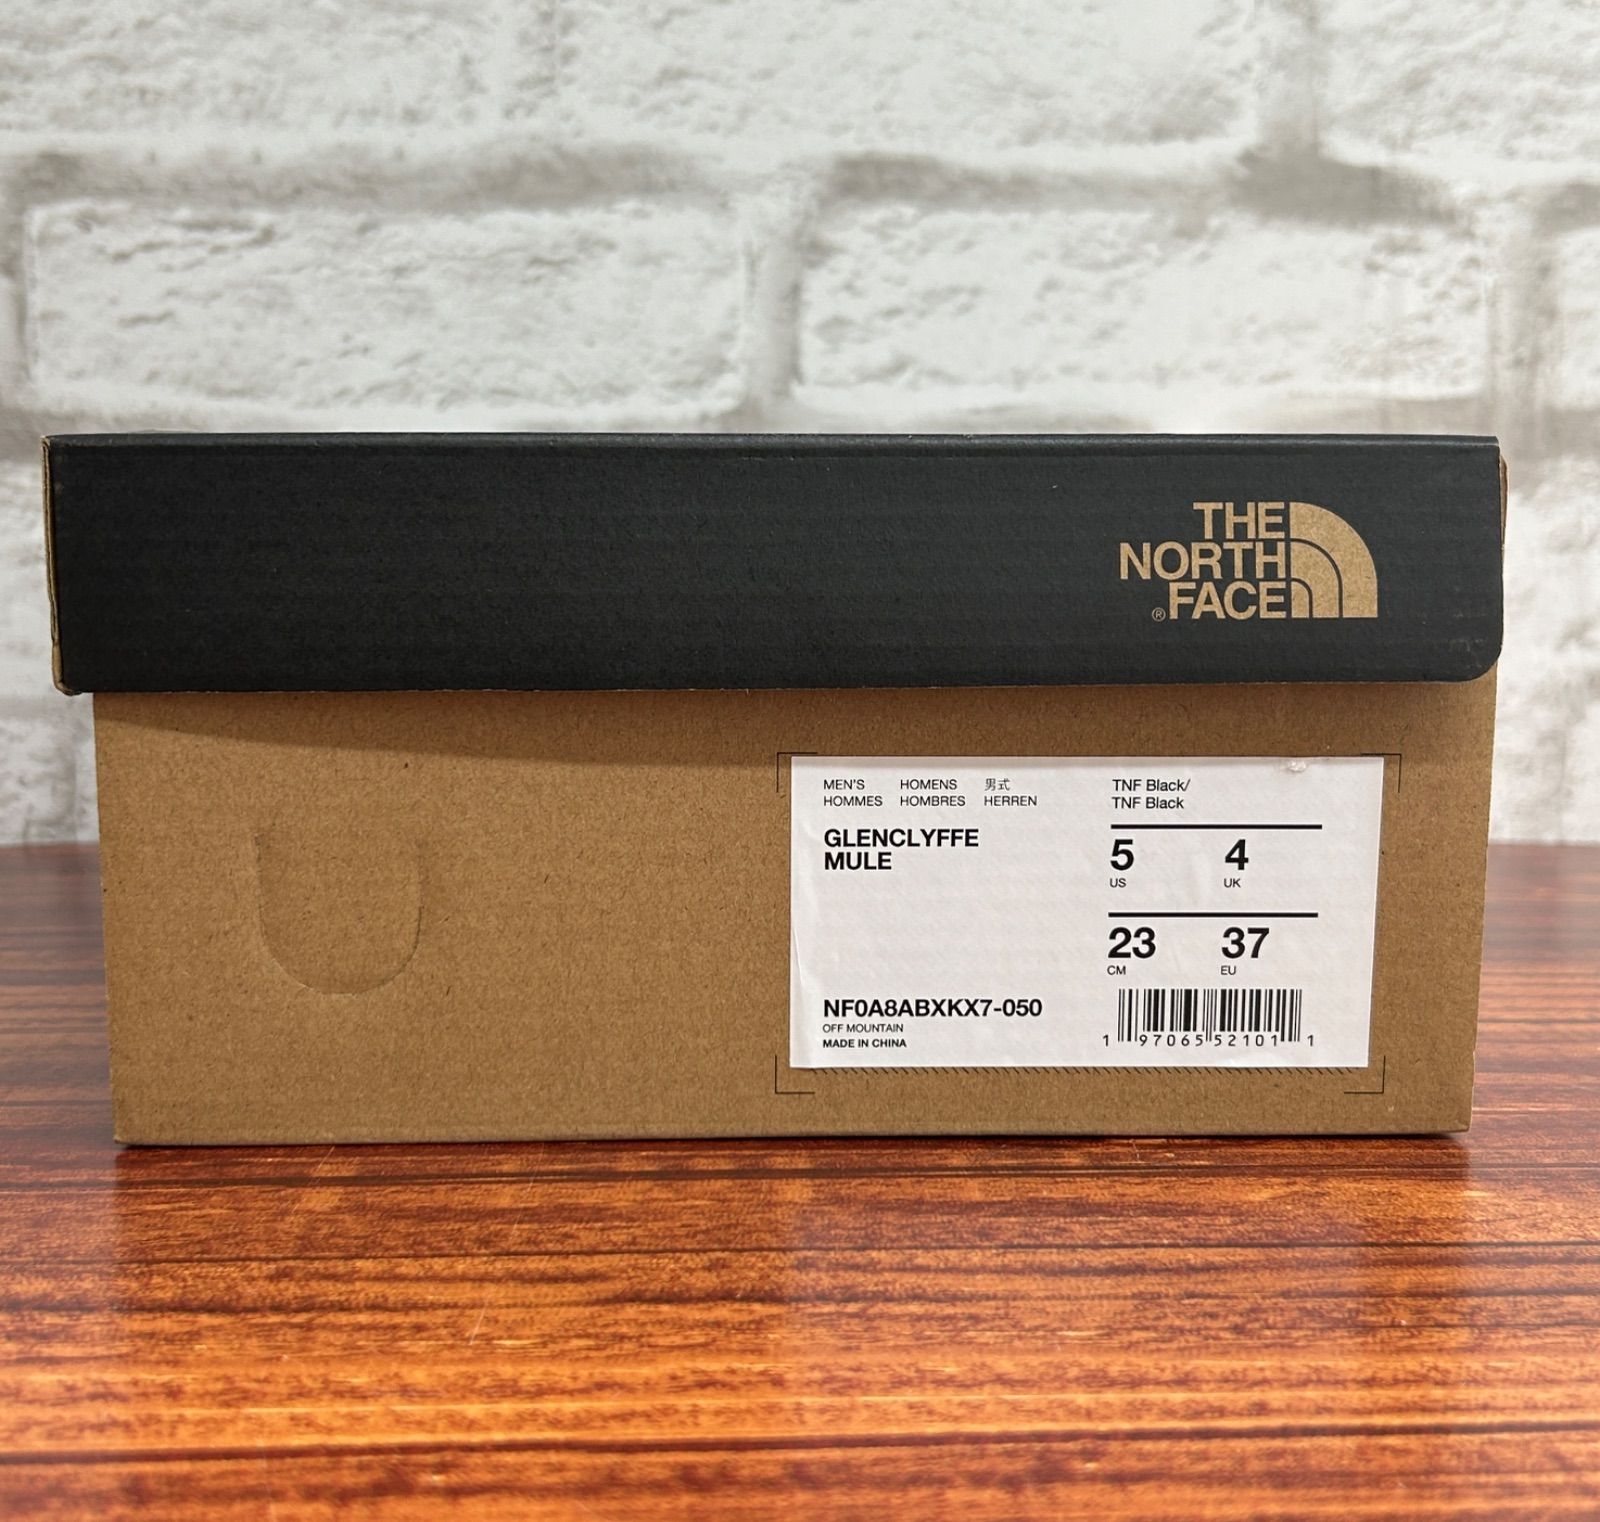 THE
NORTH
FACE
®
MEN'S HOMENS 男式
HOMMES HOMBRES HERREN
GLENCLYFFE
MULE
TNF Black/
TNF Black
5 4
US UK
23 37
CM EU
NF0A8ABXKX7-050
OFF MOUNTAIN
MADE IN CHINA
1 97065 52101 1